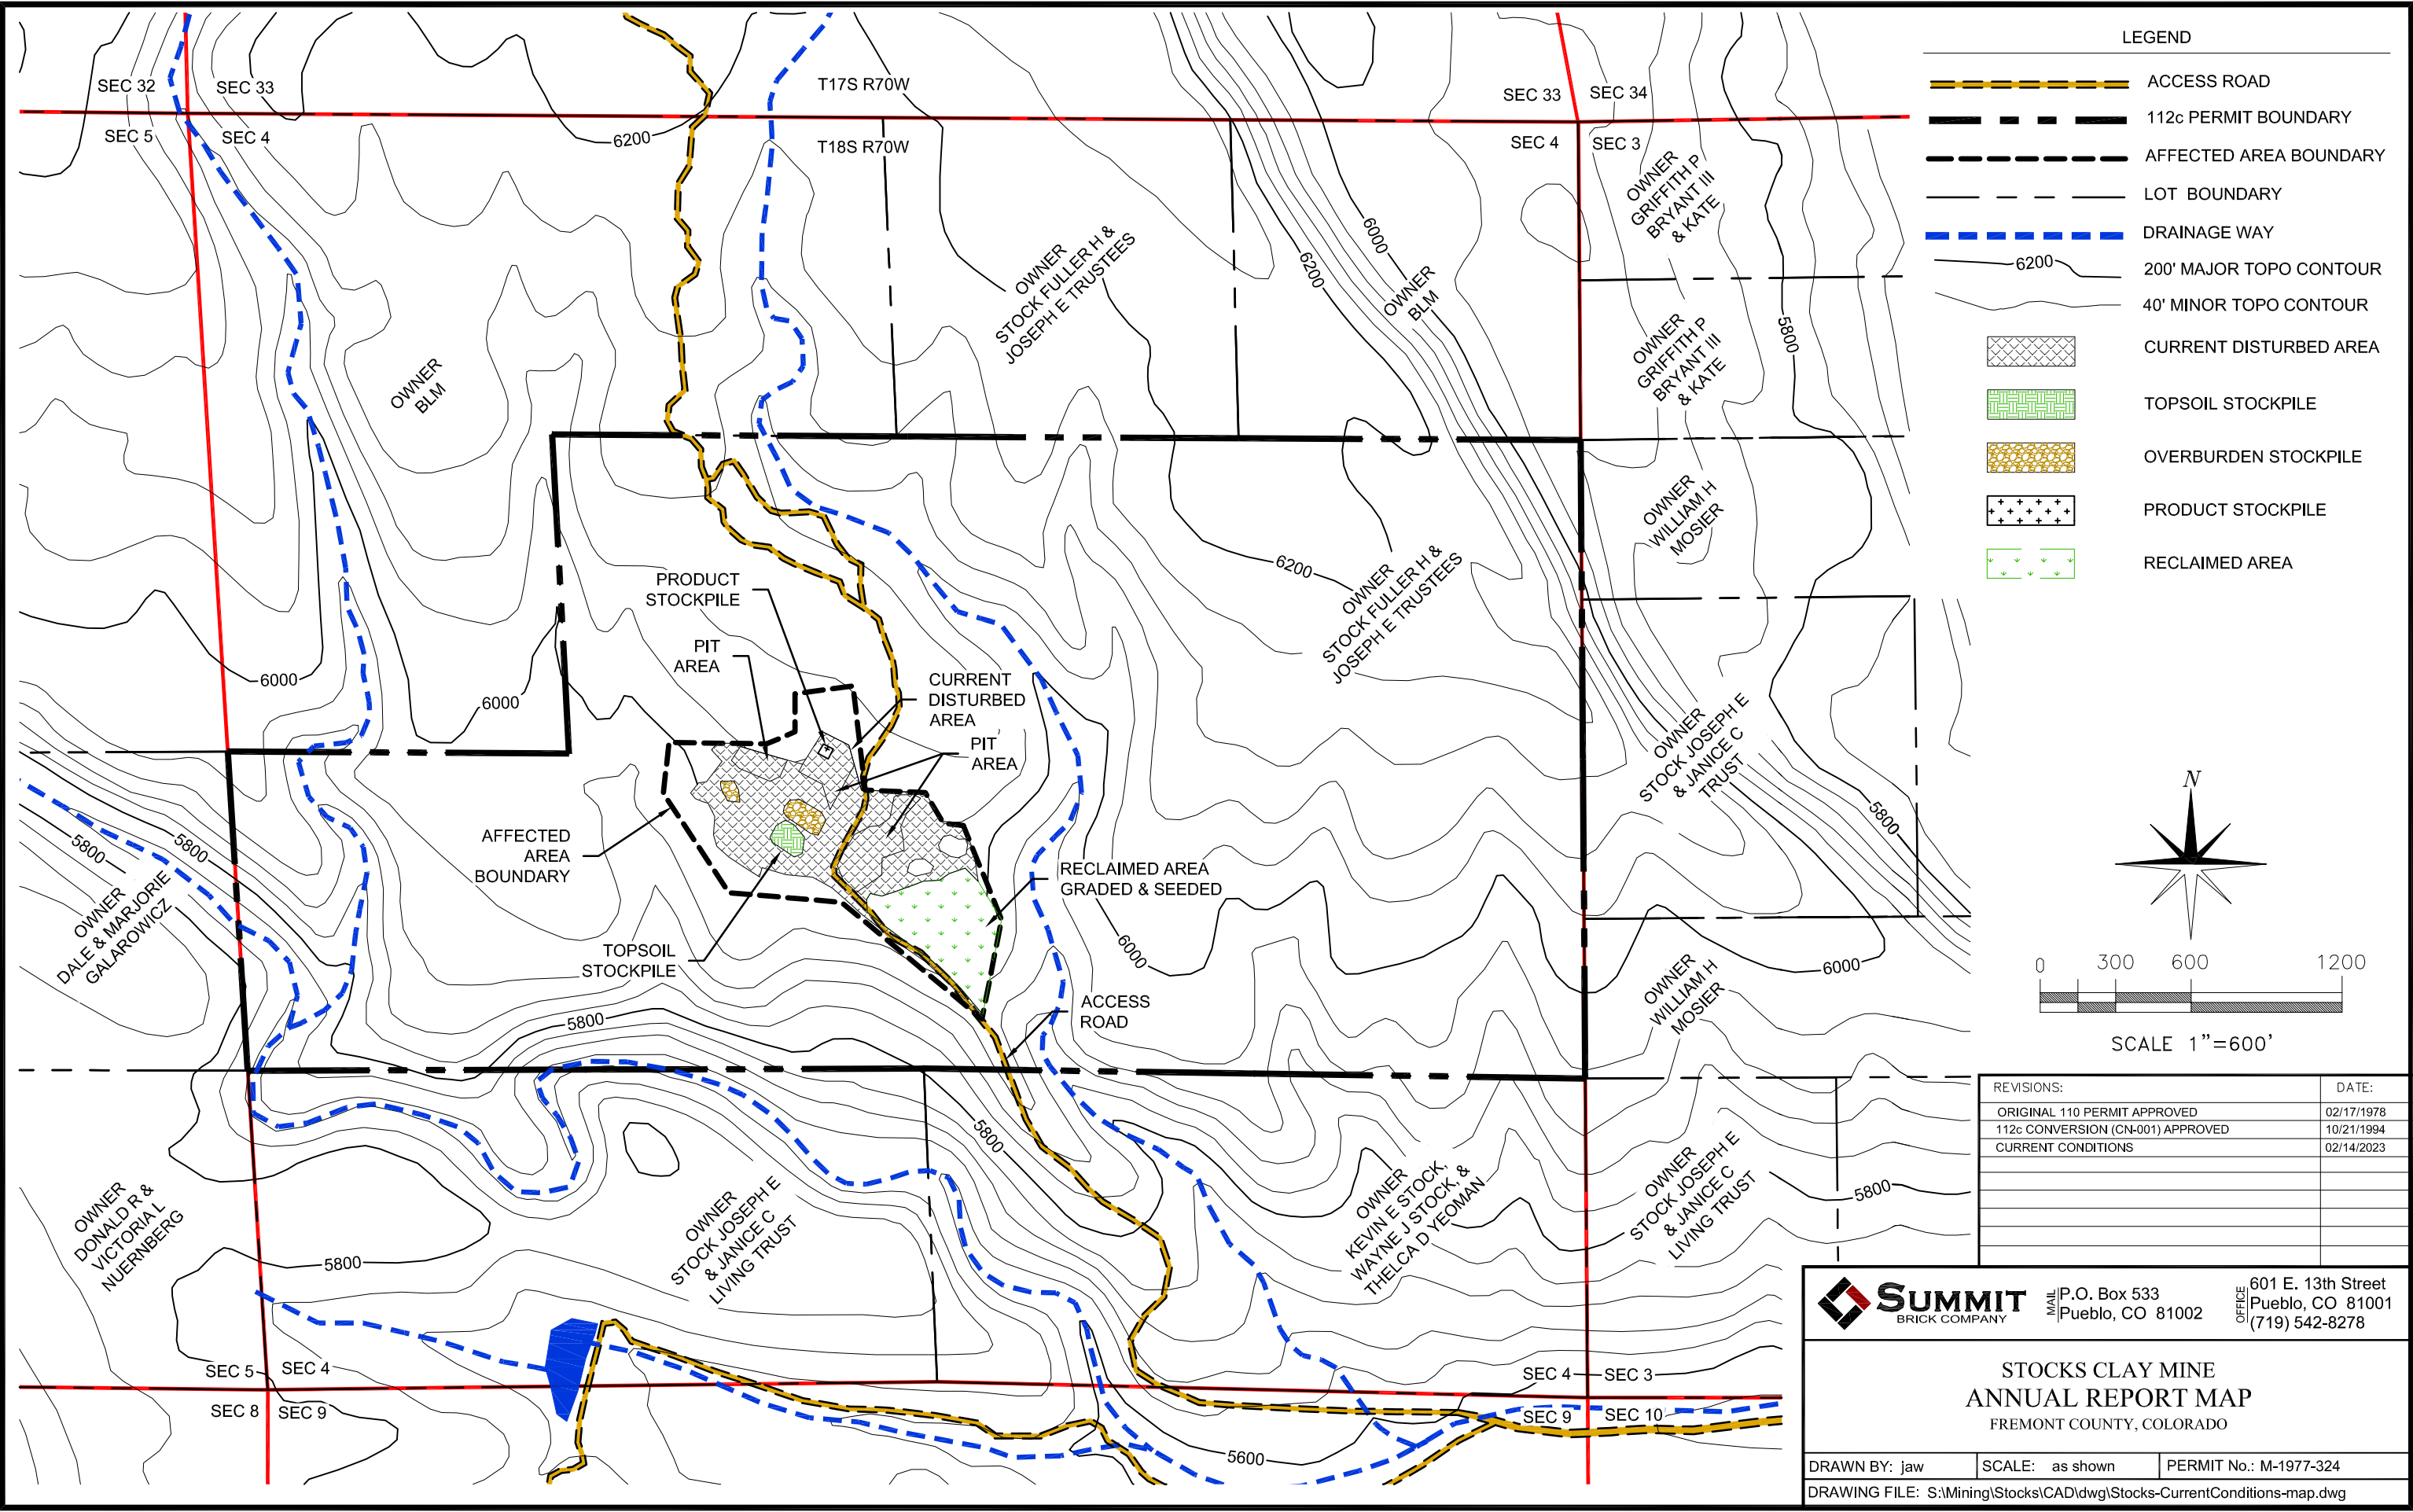 SEC 32
SEC 33
SEC 5
SEC 4
T17S R70W
T18S R70W
6200
SEC 33
SEC 34
SEC 4
SEC 3
OWNER
GRIFFITH P
BRYANT III
& KATE
6000
6200
OWNER
BLM
OWNER
STOCK FULLER H &
JOSEPH E TRUSTEES
OWNER
BLM
OWNER
GRIFFITH P
BRYANT III
& KATE
5800
OWNER
WILLIAM H
MOSIER
6200
OWNER
STOCK FULLER H &
JOSEPH E TRUSTEES
PRODUCT
STOCKPILE
PIT
AREA
CURRENT
DISTURBED
AREA
PIT
AREA
6000
6000
OWNER
STOCK JOSEPH E
& JANICE C
TRUST
5800
5800
5800
AFFECTED
AREA
BOUNDARY
RECLAIMED AREA
GRADED & SEEDED
OWNER
DALE & MARJORIE
GALAROWICZ
TOPSOIL
STOCKPILE
6000
6000
OWNER
WILLIAM H
MOSIER
ACCESS
ROAD
5800
5800
OWNER
DONALD R &
VICTORIA L
NUERNBERG
OWNER
STOCK JOSEPH E
& JANICE C
LIVING TRUST
OWNER
KEVIN E STOCK,
WAYNE J STOCK, &
THELCA D YEOMAN
OWNER
STOCK JOSEPH E
& JANICE C
LIVING TRUST
5800
5800
SEC 5
SEC 4
SEC 8
SEC 9
SEC 4
SEC 3
SEC 9
SEC 10
5600
LEGEND
ACCESS ROAD
112c PERMIT BOUNDARY
AFFECTED AREA BOUNDARY
LOT BOUNDARY
DRAINAGE WAY
6200
200' MAJOR TOPO CONTOUR
40' MINOR TOPO CONTOUR
CURRENT DISTURBED AREA
TOPSOIL STOCKPILE
OVERBURDEN STOCKPILE
PRODUCT STOCKPILE
RECLAIMED AREA
N
0 300 600 1200
SCALE 1"=600'
REVISIONS: DATE:
ORIGINAL 110 PERMIT APPROVED 02/17/1978
112c CONVERSION (CN-001) APPROVED 10/21/1994
CURRENT CONDITIONS 02/14/2023
SUMMIT
BRICK COMPANY
MAIL
P.O. Box 533
Pueblo, CO 81002
OFFICE
601 E. 13th Street
Pueblo, CO 81001
(719) 542-8278
STOCKS CLAY MINE
ANNUAL REPORT MAP
FREMONT COUNTY, COLORADO
DRAWN BY: jaw SCALE: as shown PERMIT No.: M-1977-324
DRAWING FILE: S:\Mining\Stocks\CAD\dwg\Stocks-CurrentConditions-map.dwg